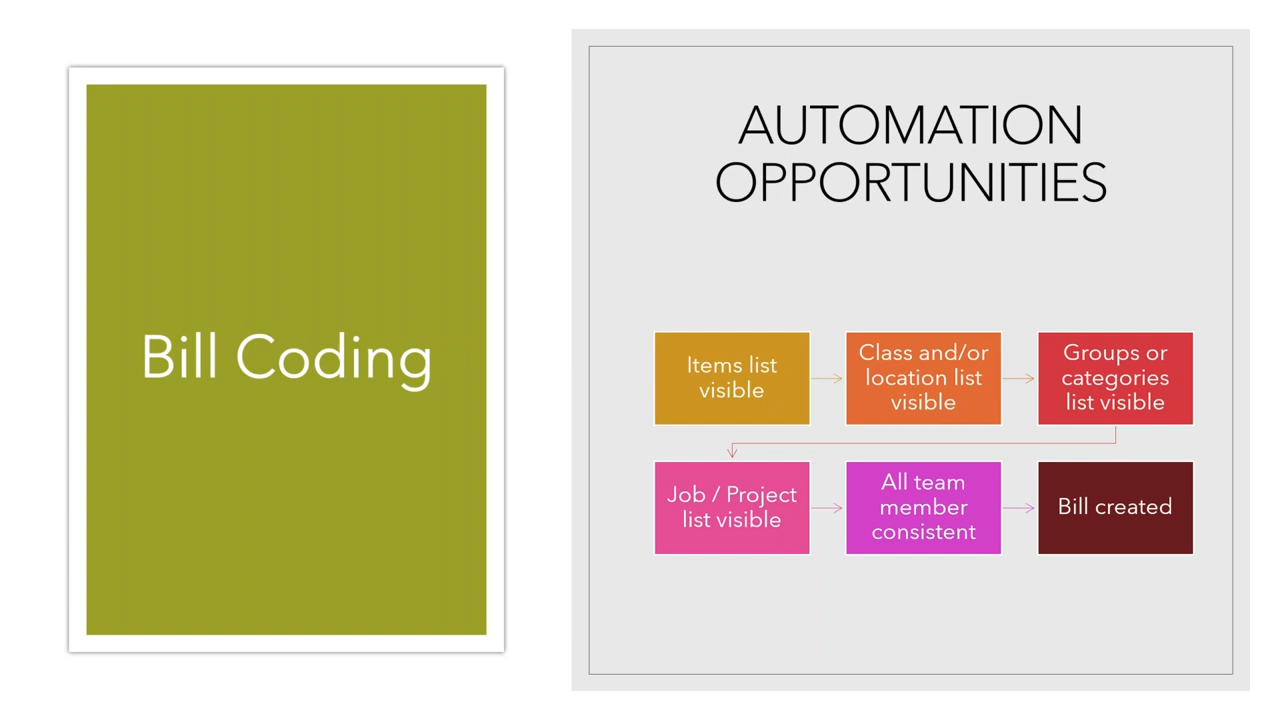 Bill Coding
AUTOMATION
OPPORTUNITIES
Items list
visible
Class and/or
location list
visible
Groups or
categories
list visible
Job / Project
list visible
All team
member
consistent
Bill created